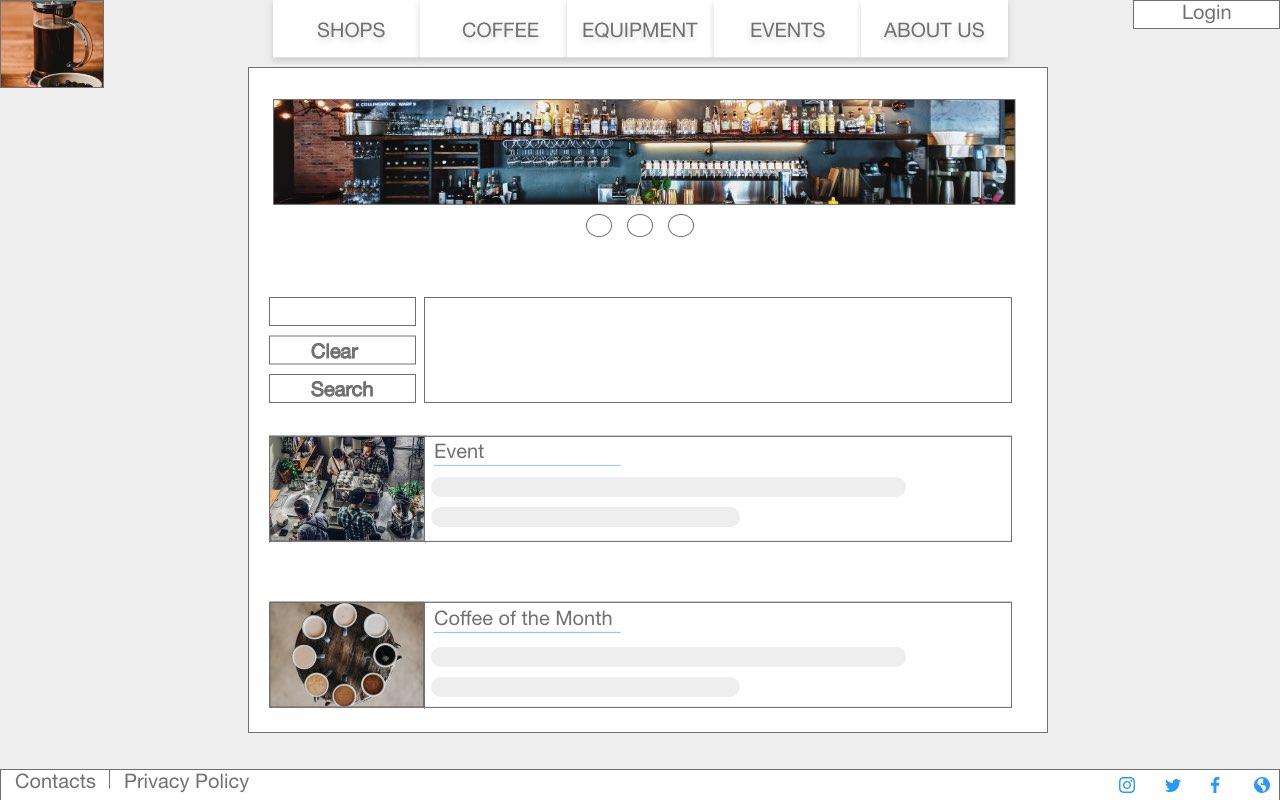 SHOPS
COFFEE
EQUIPMENT
EVENTS
ABOUT US
Login
Clear
Search
Event
Coffee of the Month
Contacts
Privacy Policy